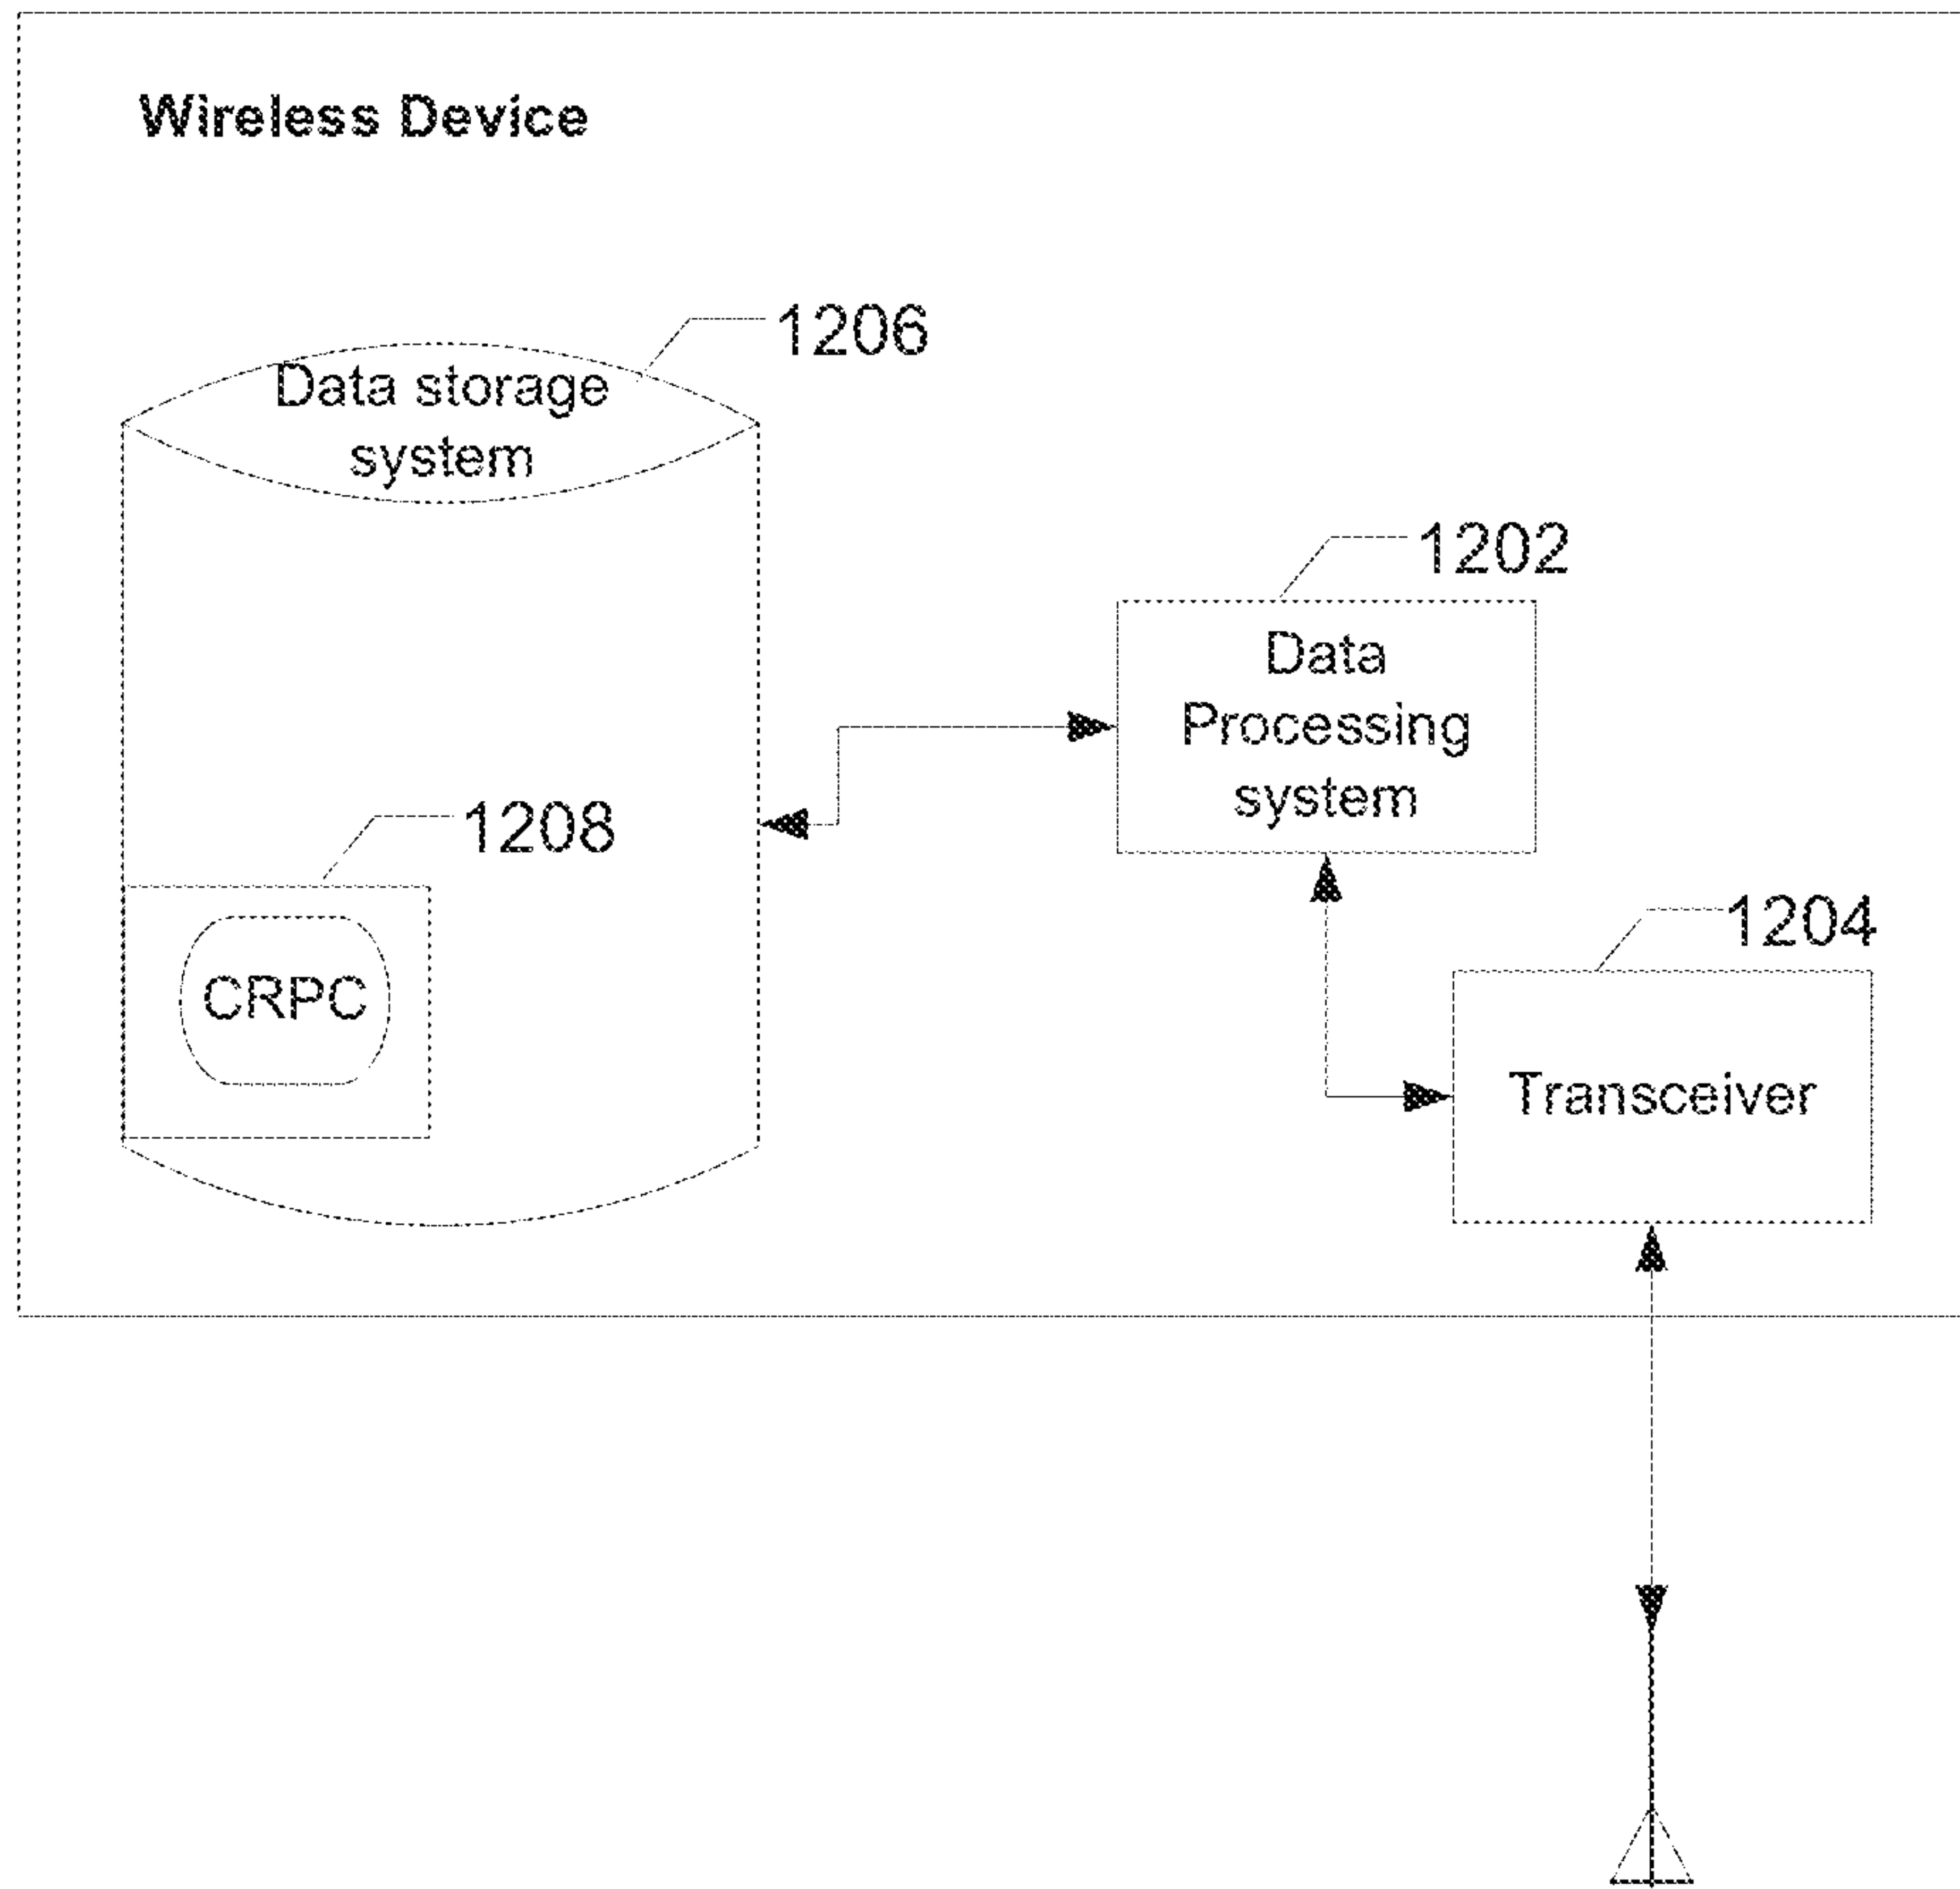 Wireless Device
1206
Data storage
system
1202
Data
Processing
system
1208
1204
CRPC
Transceiver